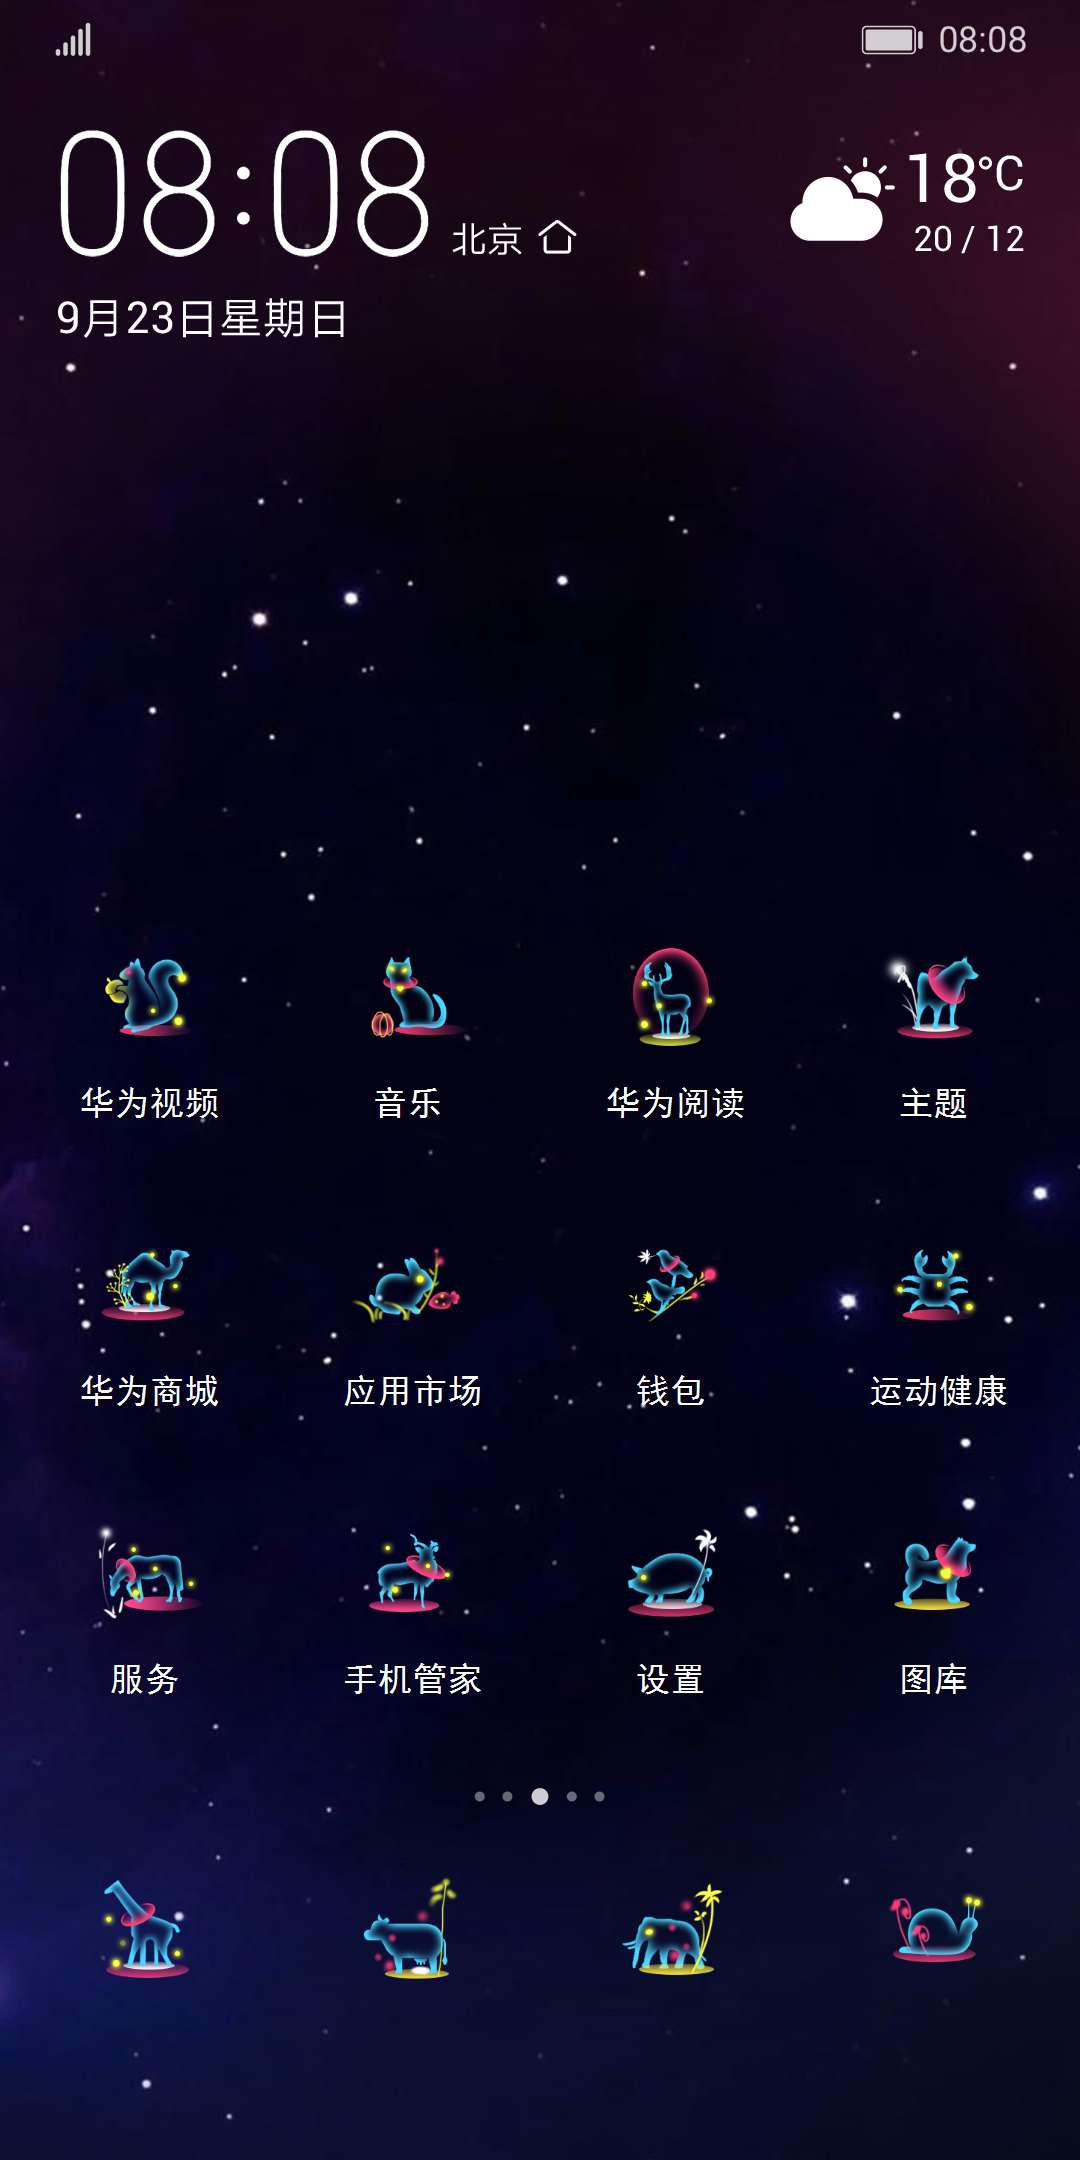 08:08
08:08 北京
18°C
20 / 12
9月23日星期日
华为视频 音乐 华为阅读 主题
华为商城 应用市场 钱包 运动健康
服务 手机管家 设置 图库